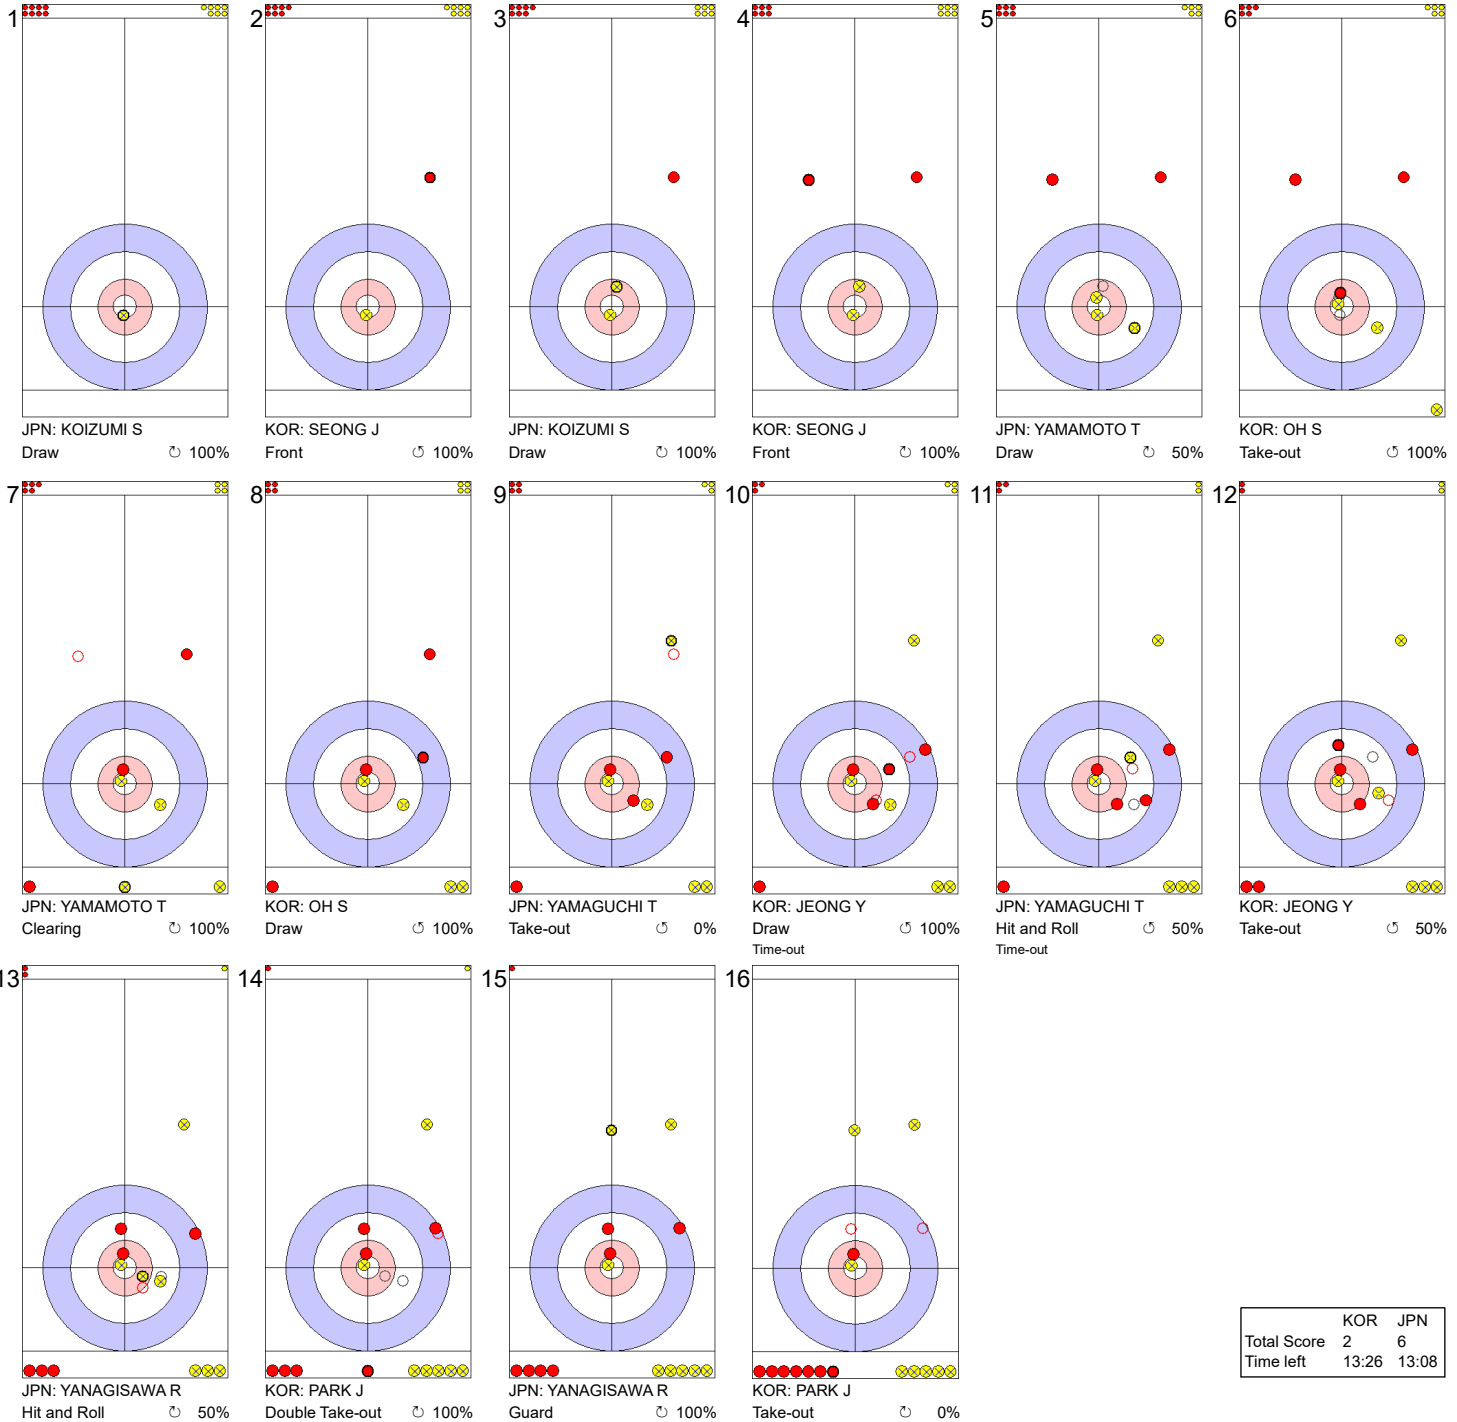 1 2 3 4 5 6
JPN: KOIZUMI S KOR: SEONG J JPN: KOIZUMI S KOR: SEONG J JPN: YAMAMOTO T KOR: OH S
Draw ↻ 100% Front ↺ 100% Draw ↻ 100% Front ↺ 100% Draw ↻ 50% Take-out ↺ 100%
7 8 9 10 11 12
JPN: YAMAMOTO T KOR: OH S JPN: YAMAGUCHI T KOR: JEONG Y JPN: YAMAGUCHI T KOR: JEONG Y
Clearing ↻ 100% Draw ↺ 100% Take-out ↺ 0% Draw ↺ 100% Hit and Roll ↺ 50% Take-out ↺ 50%
Time-out Time-out
13 14 15 16
JPN: YANAGISAWA R KOR: PARK J JPN: YANAGISAWA R KOR: PARK J
Hit and Roll ↻ 50% Double Take-out ↻ 100% Guard ↻ 100% Take-out ↻ 0%
KOR JPN
Total Score 2 6
Time left 13:26 13:08